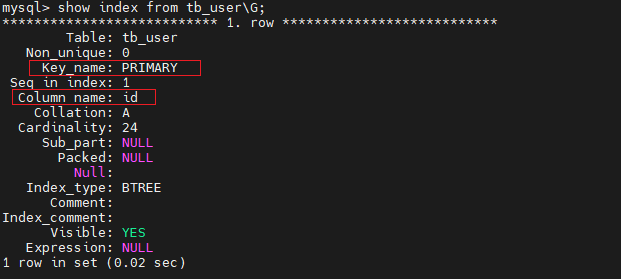 mysql> show index from tb_user\G;
*************************** 1. row ***************************
Table: tb_user
Non_unique: 0
Key_name: PRIMARY
Seq_in_index: 1
Column_name: id
Collation: A
Cardinality: 24
Sub_part: NULL
Packed: NULL
Null:
Index_type: BTREE
Comment:
Index_comment:
Visible: YES
Expression: NULL
1 row in set (0.02 sec)